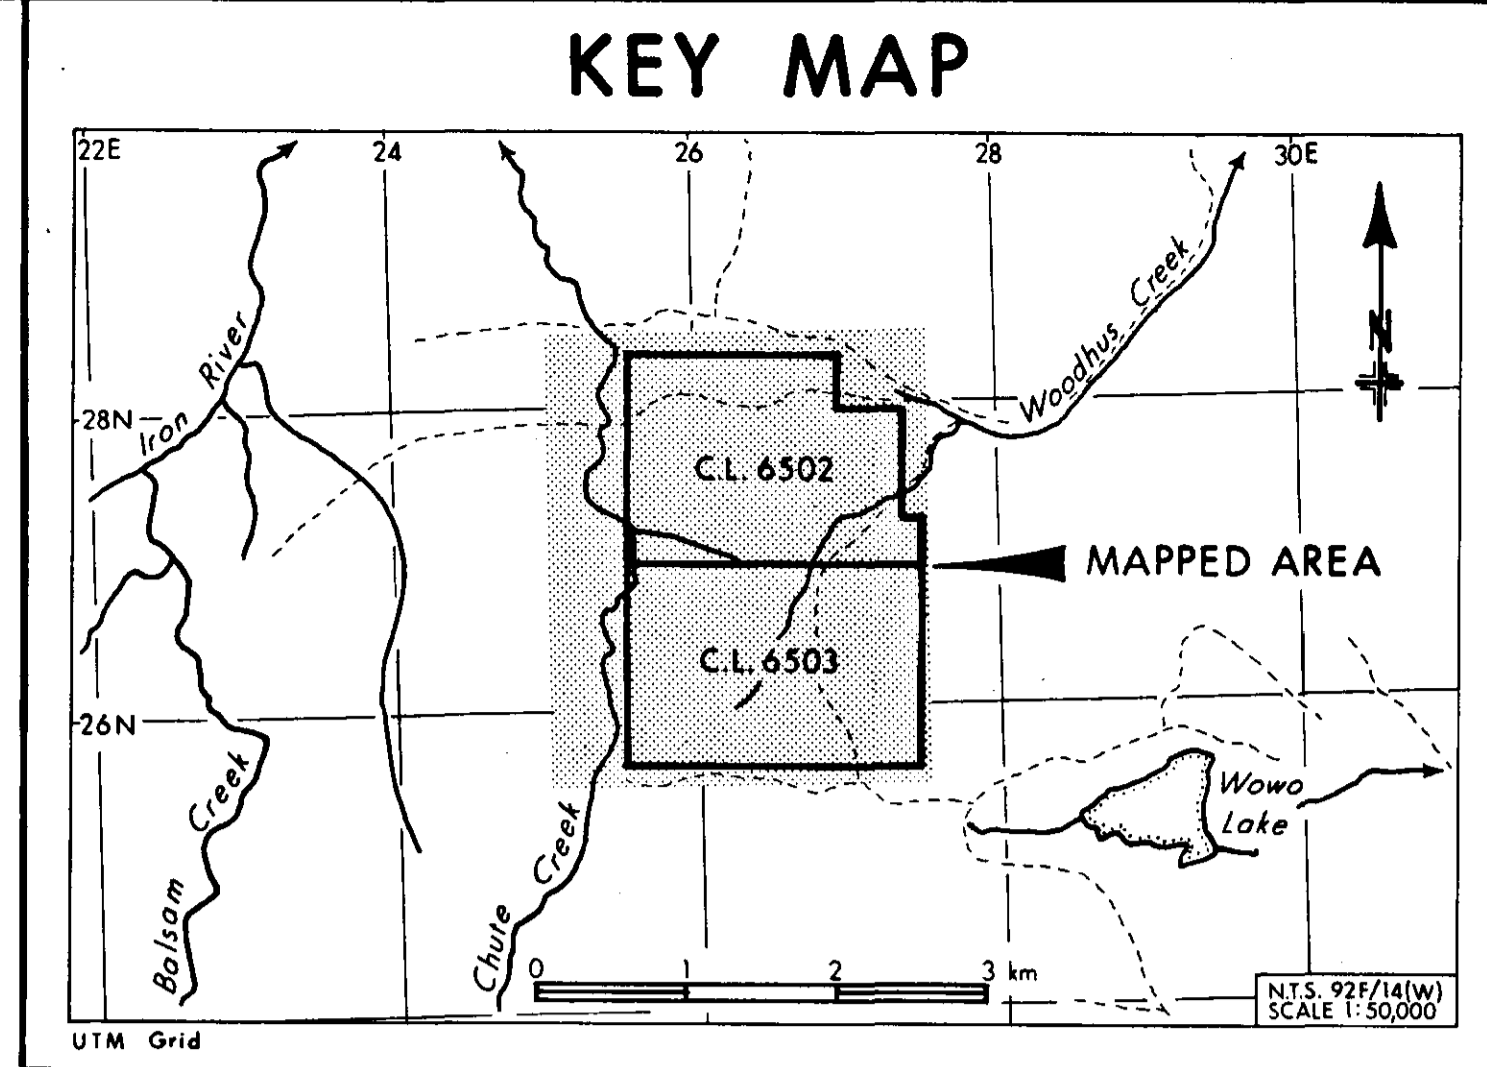 KEY MAP
22E 24 26 28 30E
N
Iron River
Woodhus Creek
28N
C.L. 6502
MAPPED AREA
C.L. 6503
26N
Balsam Creek
Chute Creek
Wowo
Lake
0 1 2 3 km
N.T.S. 92F/14(W)
SCALE 1:50,000
UTM Grid